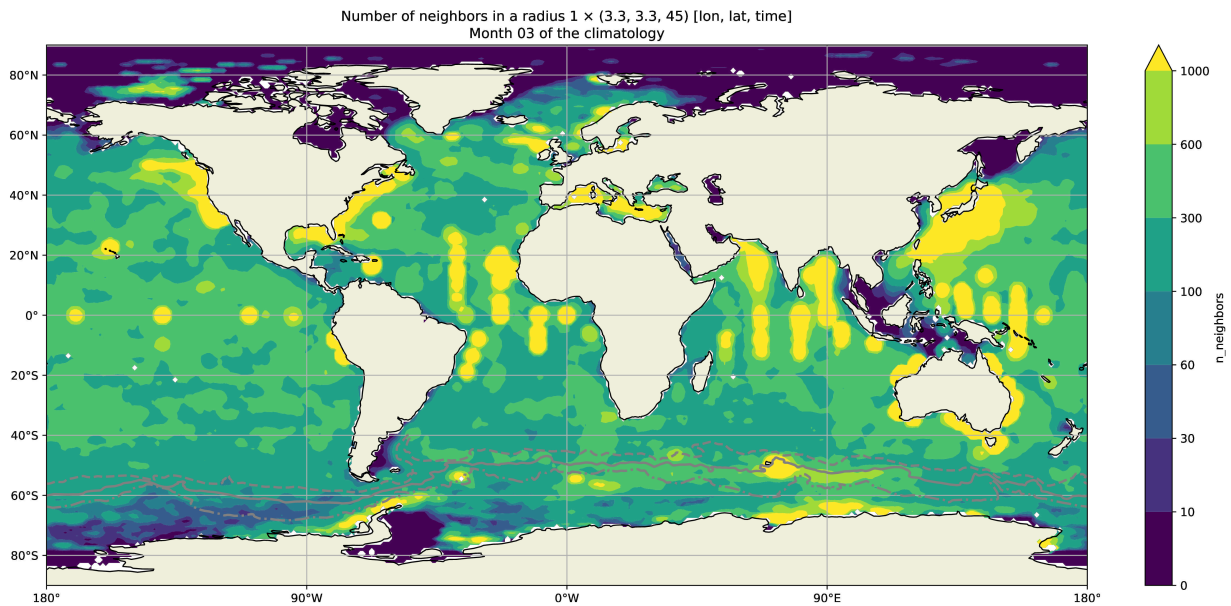 Number of neighbors in a radius 1 × (3.3, 3.3, 45) [lon, lat, time]
Month 03 of the climatology
80°N
60°N
40°N
20°N
0°
20°S
40°S
60°S
80°S
180°
90°W
0°W
90°E
180°
1000
600
300
100
60
30
10
0
n_neighbors